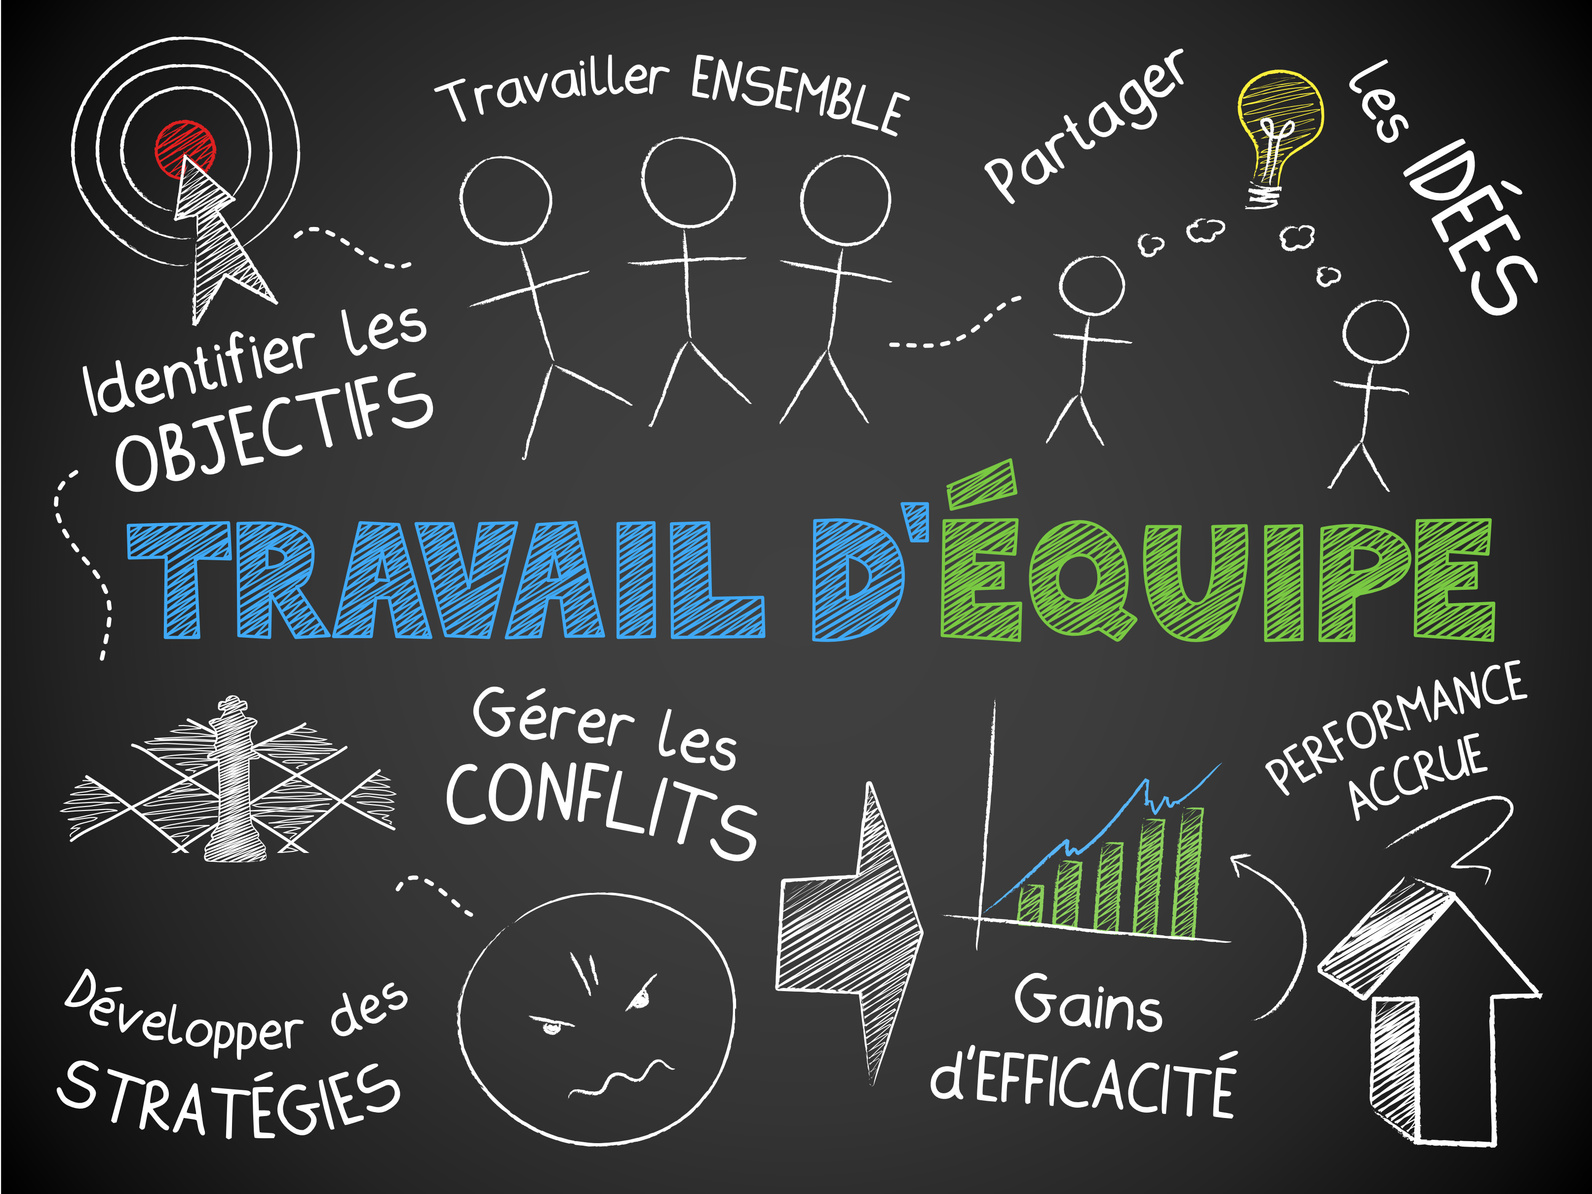 Travailler ENSEMBLE
Partager
les IDÉES
Identifier les
OBJECTIFS
TRAVAIL D'ÉQUIPE
Gérer les
CONFLITS
PERFORMANCE
ACCRUE
Développer des
STRATÉGIES
Gains
d'EFFICACITÉ